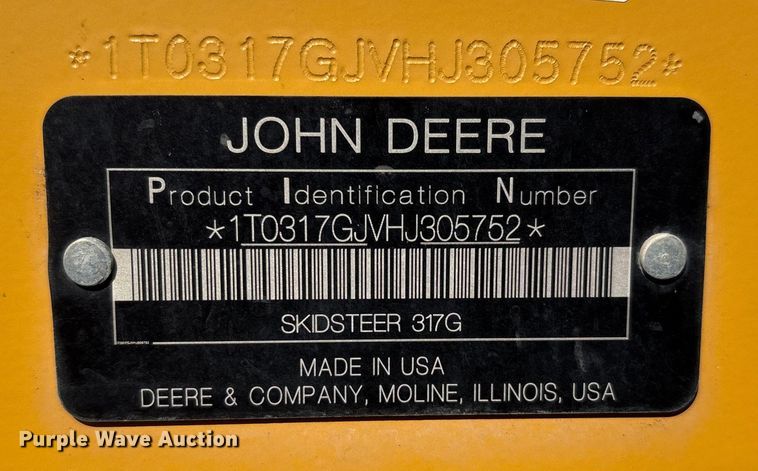 *1T0317GJVHJ305752*
JOHN DEERE
Product Identification Number
*1T0317GJVHJ305752*
SKIDSTEER 317G
MADE IN USA
DEERE & COMPANY, MOLINE, ILLINOIS, USA
Purple Wave Auction